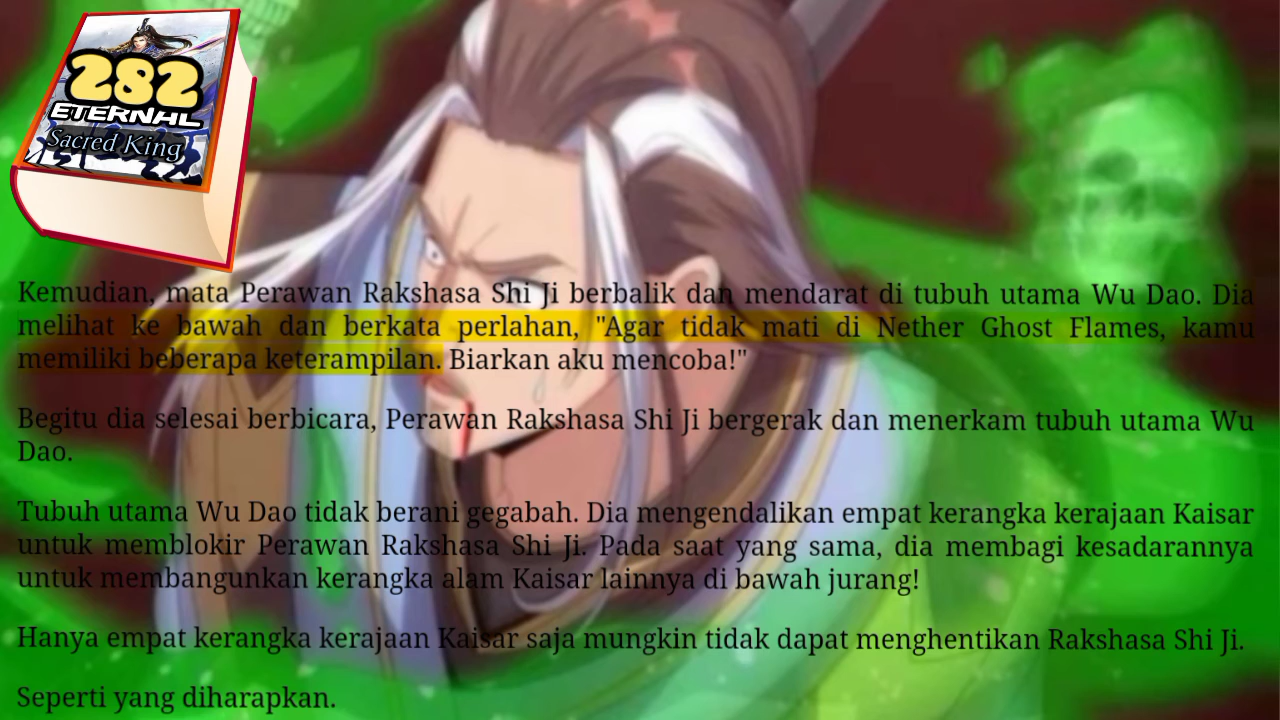 282
ETERNAL
Sacred King
Kemudian, mata Perawan Rakshasa Shi Ji berbalik dan mendarat di tubuh utama Wu Dao. Dia
melihat ke bawah dan berkata perlahan, "Agar tidak mati di Nether Ghost Flames, kamu
memiliki beberapa keterampilan. Biarkan aku mencoba!"
Begitu dia selesai berbicara, Perawan Rakshasa Shi Ji bergerak dan menerkam tubuh utama Wu
Dao.
Tubuh utama Wu Dao tidak berani gegabah. Dia mengendalikan empat kerangka kerajaan Kaisar
untuk memblokir Perawan Rakshasa Shi Ji. Pada saat yang sama, dia membagi kesadarannya
untuk membangunkan kerangka alam Kaisar lainnya di bawah jurang!
Hanya empat kerangka kerajaan Kaisar saja mungkin tidak dapat menghentikan Rakshasa Shi Ji.
Seperti yang diharapkan.